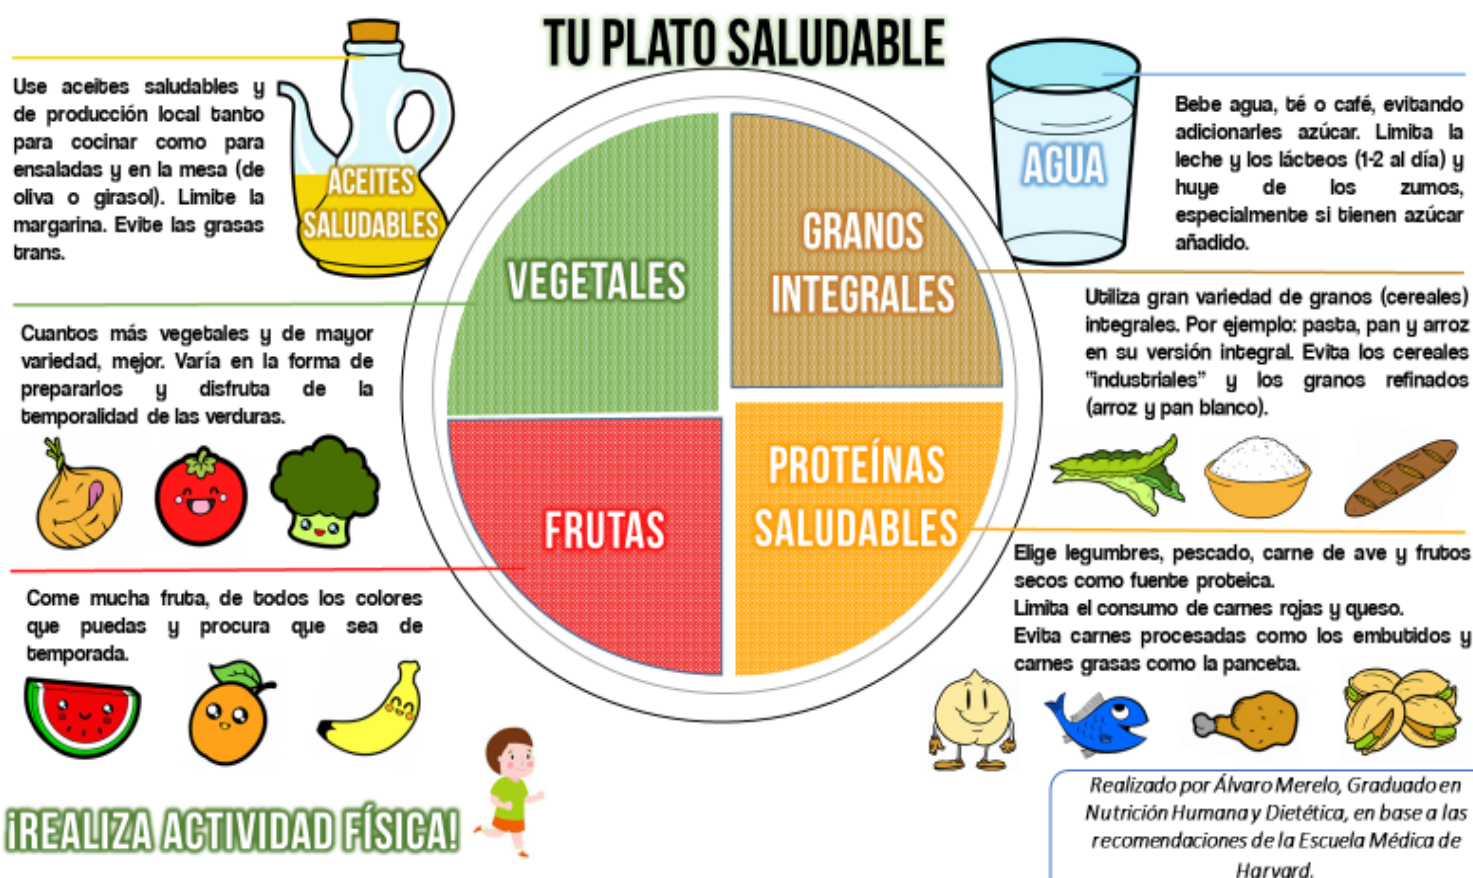 TU PLATO SALUDABLE
Use aceites saludables y
de producción local tanto
para cocinar como para
ensaladas y en la mesa (de
oliva o girasol). Limite la
margarina. Evite las grasas
trans.
ACEITES
SALUDABLES
AGUA
Bebe agua, té o café, evitando
adicionarles azúcar. Limita la
leche y los lácteos (1-2 al día) y
huye de los zumos,
especialmente si tienen azúcar
añadido.
VEGETALES
Cuantos más vegetales y de mayor
variedad, mejor. Varía en la forma de
prepararlos y disfruta de la
temporalidad de las verduras.
GRANOS
INTEGRALES
Utiliza gran variedad de granos (cereales)
integrales. Por ejemplo: pasta, pan y arroz
en su versión integral. Evita los cereales
"industriales" y los granos refinados
(arroz y pan blanco).
FRUTAS
Come mucha fruta, de todos los colores
que puedas y procura que sea de
temporada.
PROTEÍNAS
SALUDABLES
Elige legumbres, pescado, carne de ave y frutos
secos como fuente proteica.
Limita el consumo de carnes rojas y queso.
Evita carnes procesadas como los embutidos y
carnes grasas como la panceta.
¡REALIZA ACTIVIDAD FÍSICA!
Realizado por Álvaro Merelo, Graduado en
Nutrición Humana y Dietética, en base a las
recomendaciones de la Escuela Médica de
Harvard.